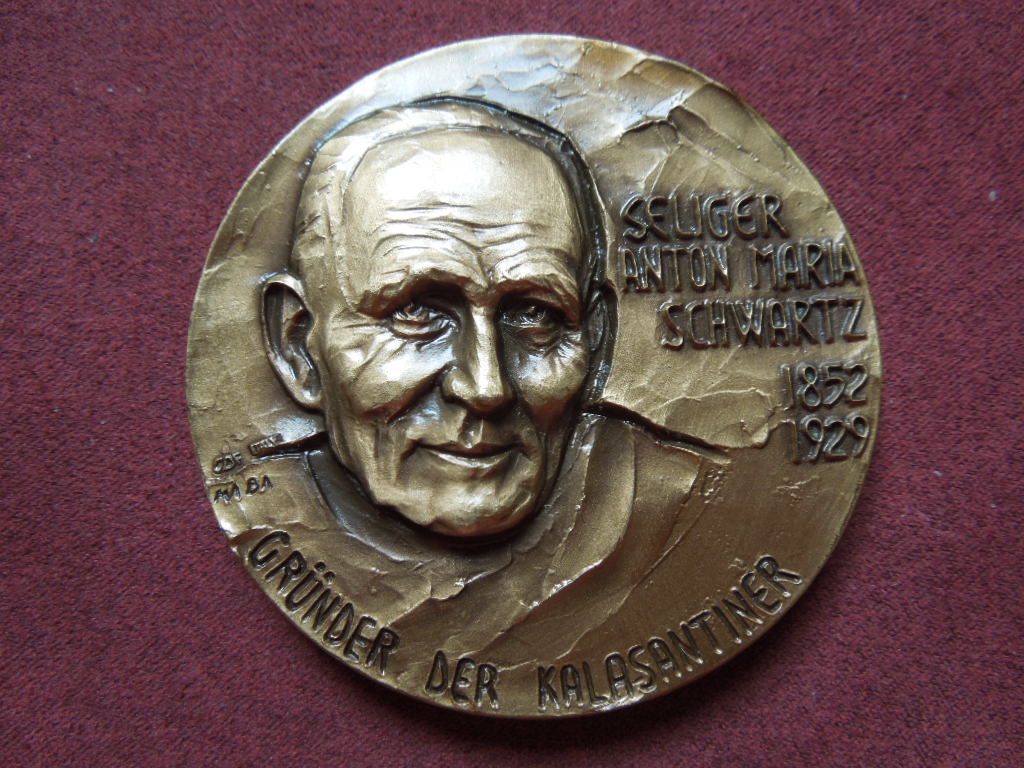 SELIGER
ANTON MARIA
SCHWARTZ
1852
1929
GRÜNDER DER KALASANTINER